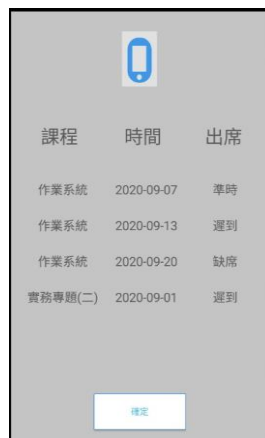 課程 時間 出席
作業系統 2020-09-07 準時
作業系統 2020-09-13 遲到
作業系統 2020-09-20 缺席
實務專題(二) 2020-09-01 遲到
確定